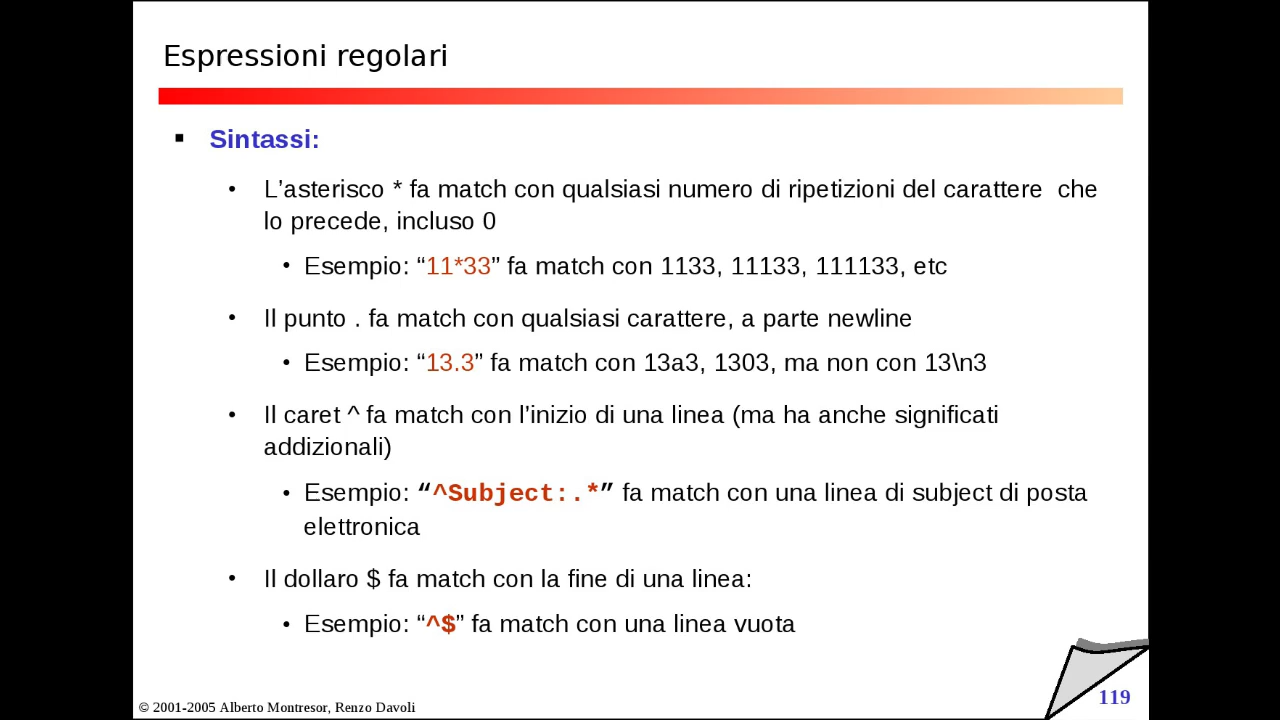 Espressioni regolari
Sintassi:
L’asterisco * fa match con qualsiasi numero di ripetizioni del carattere  che
lo precede, incluso 0
Esempio: “11*33” fa match con 1133, 11133, 111133, etc
Il punto . fa match con qualsiasi carattere, a parte newline
Esempio: “13.3” fa match con 13a3, 1303, ma non con 13\n3
Il caret ^ fa match con l’inizio di una linea (ma ha anche significati
addizionali)
Esempio: “^Subject:.*” fa match con una linea di subject di posta
elettronica
Il dollaro $ fa match con la fine di una linea:
Esempio: “^$” fa match con una linea vuota
© 2001-2005 Alberto Montresor, Renzo Davoli
119